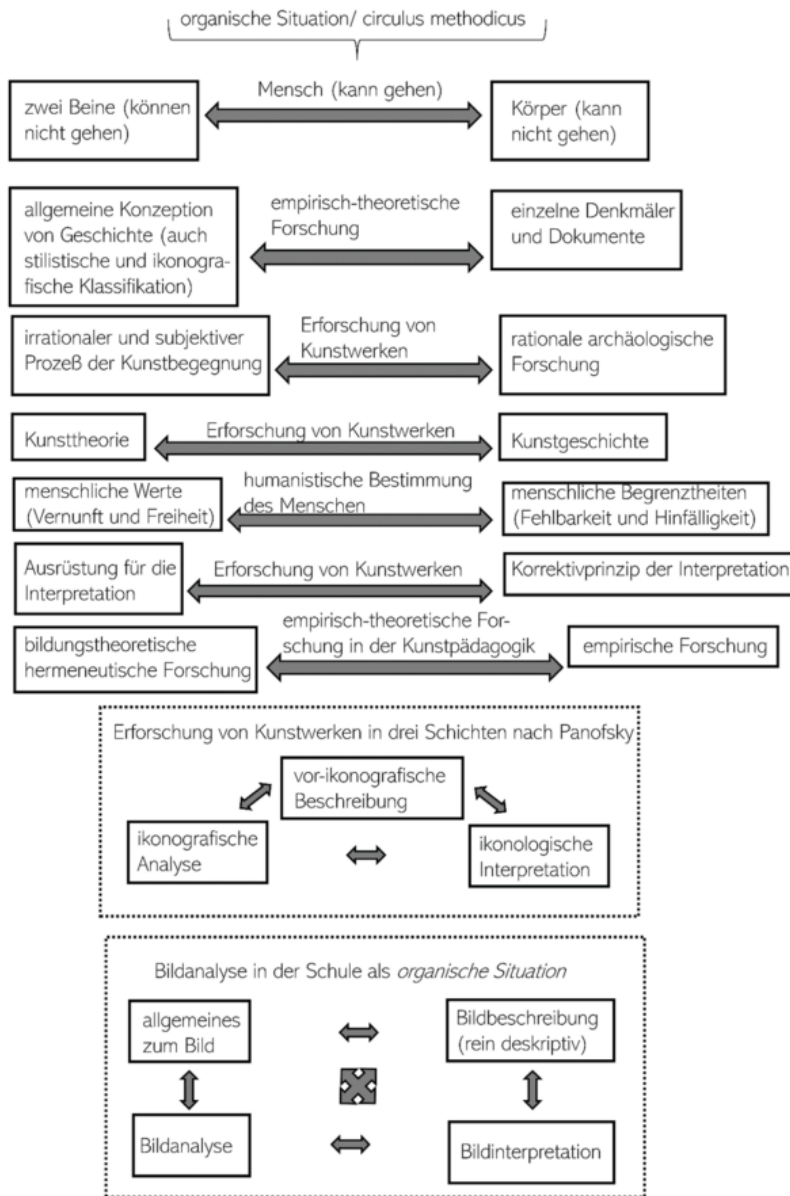 organische Situation/ circulus methodicus
zwei Beine (können
nicht gehen)
Mensch (kann gehen)
Körper (kann
nicht gehen)
allgemeine Konzeption
von Geschichte (auch
stilistische und ikonogra-
fische Klassifikation)
empirisch-theoretische
Forschung
einzelne Denkmäler
und Dokumente
irrationaler und subjektiver
Prozeß der Kunstbegegnung
Erforschung von
Kunstwerken
rationale archäologische
Forschung
Kunsttheorie
Erforschung von Kunstwerken
Kunstgeschichte
menschliche Werte
(Vernunft und Freiheit)
humanistische Bestimmung
des Menschen
menschliche Begrenztheiten
(Fehlbarkeit und Hinfälligkeit)
Ausrüstung für die
Interpretation
Erforschung von Kunstwerken
Korrektivprinzip der Interpretation
bildungstheoretische
hermeneutische Forschung
empirisch-theoretische For-
schung in der Kunstpädagogik
empirische Forschung
Erforschung von Kunstwerken in drei Schichten nach Panofsky
vor-ikonografische
Beschreibung
ikonografische
Analyse
ikonologische
Interpretation
Bildanalyse in der Schule als organische Situation
allgemeines
zum Bild
Bildbeschreibung
(rein deskriptiv)
Bildanalyse
Bildinterpretation